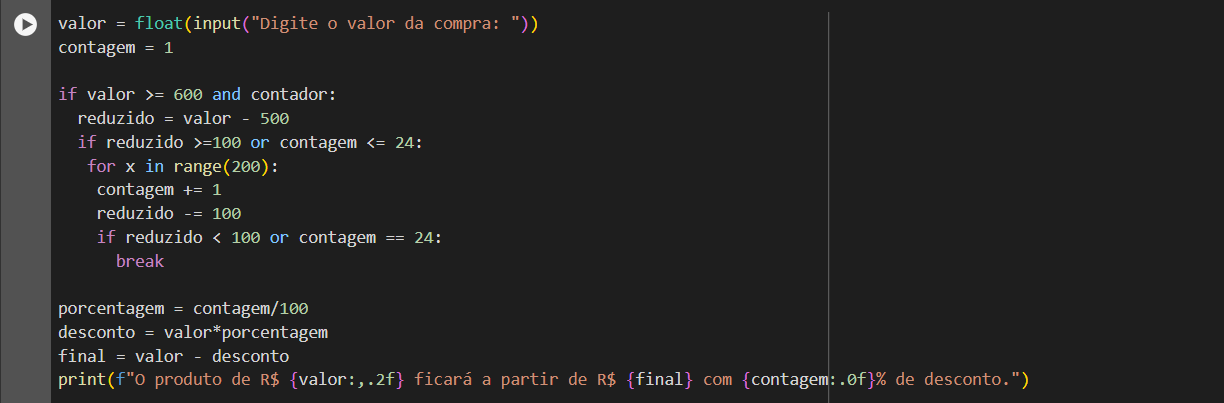 valor = float(input("Digite o valor da compra: "))
contagem = 1
if valor >= 600 and contador:
reduzido = valor - 500
if reduzido >=100 or contagem <= 24:
for x in range(200):
contagem += 1
reduzido -= 100
if reduzido < 100 or contagem == 24:
break
porcentagem = contagem/100
desconto = valor*porcentagem
final = valor - desconto
print(f"O produto de R$ {valor:,.2f} ficará a partir de R$ {final} com {contagem:.0f}% de desconto.")